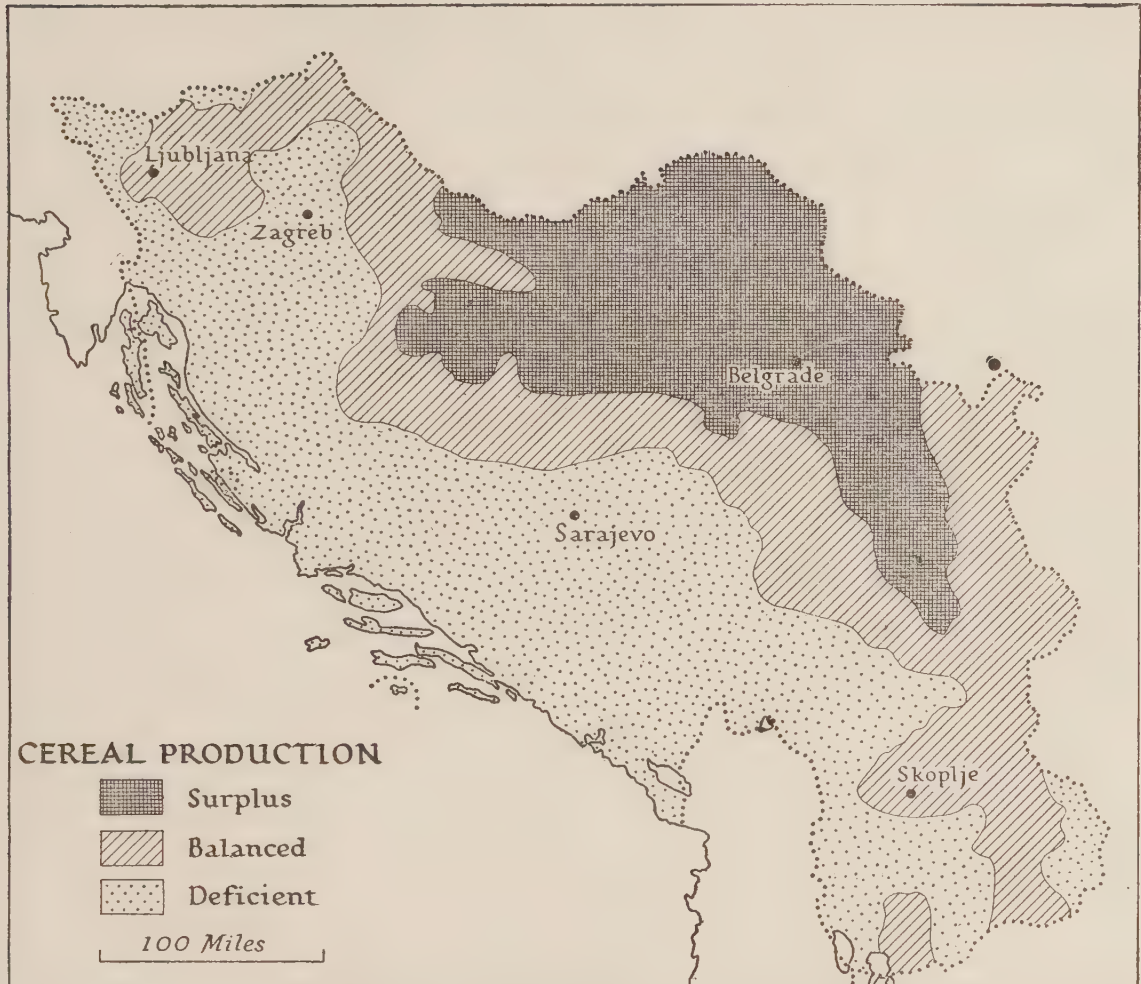 Ljubljana
Zagreb
Belgrade
Sarajevo
Skoplje
CEREAL PRODUCTION
Surplus
Balanced
Deficient
100 Miles